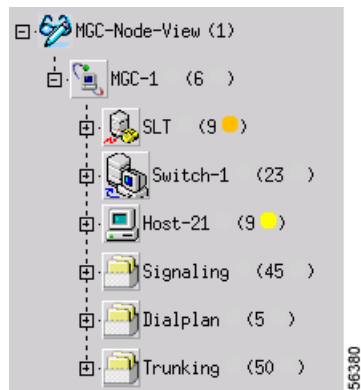 MGC-Node-View (1)
MGC-1 (6 )
SLT (9 )
Switch-1 (23 )
Host-21 (9 )
Signaling (45 )
Dialplan (5 )
Trunking (50 )
56380